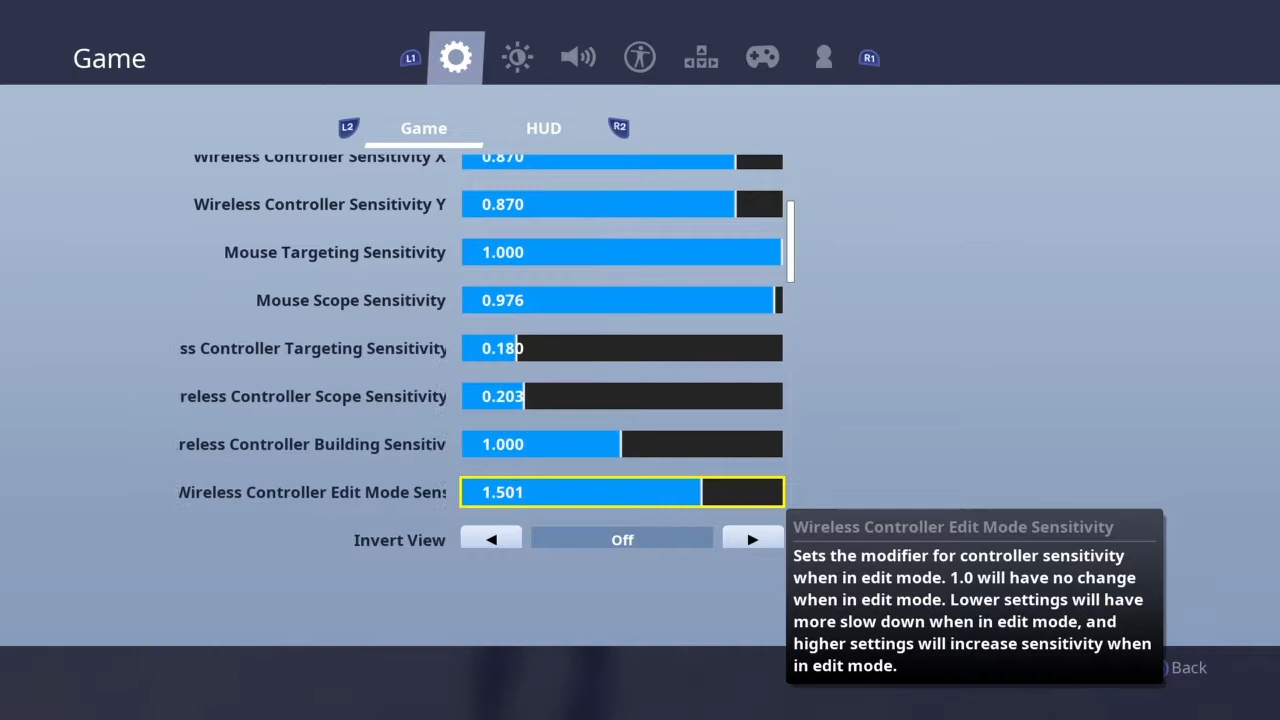 Game
L1
R1
L2
Game
HUD
R2
Wireless Controller Sensitivity X
0.870
Wireless Controller Sensitivity Y
0.870
Mouse Targeting Sensitivity
1.000
Mouse Scope Sensitivity
0.976
ss Controller Targeting Sensitivity
0.180
reless Controller Scope Sensitivity
0.203
reless Controller Building Sensitiv
1.000
Wireless Controller Edit Mode Sens
1.501
Invert View
Off
Wireless Controller Edit Mode Sensitivity
Sets the modifier for controller sensitivity
when in edit mode. 1.0 will have no change
when in edit mode. Lower settings will have
more slow down when in edit mode, and
higher settings will increase sensitivity when
in edit mode.
Back